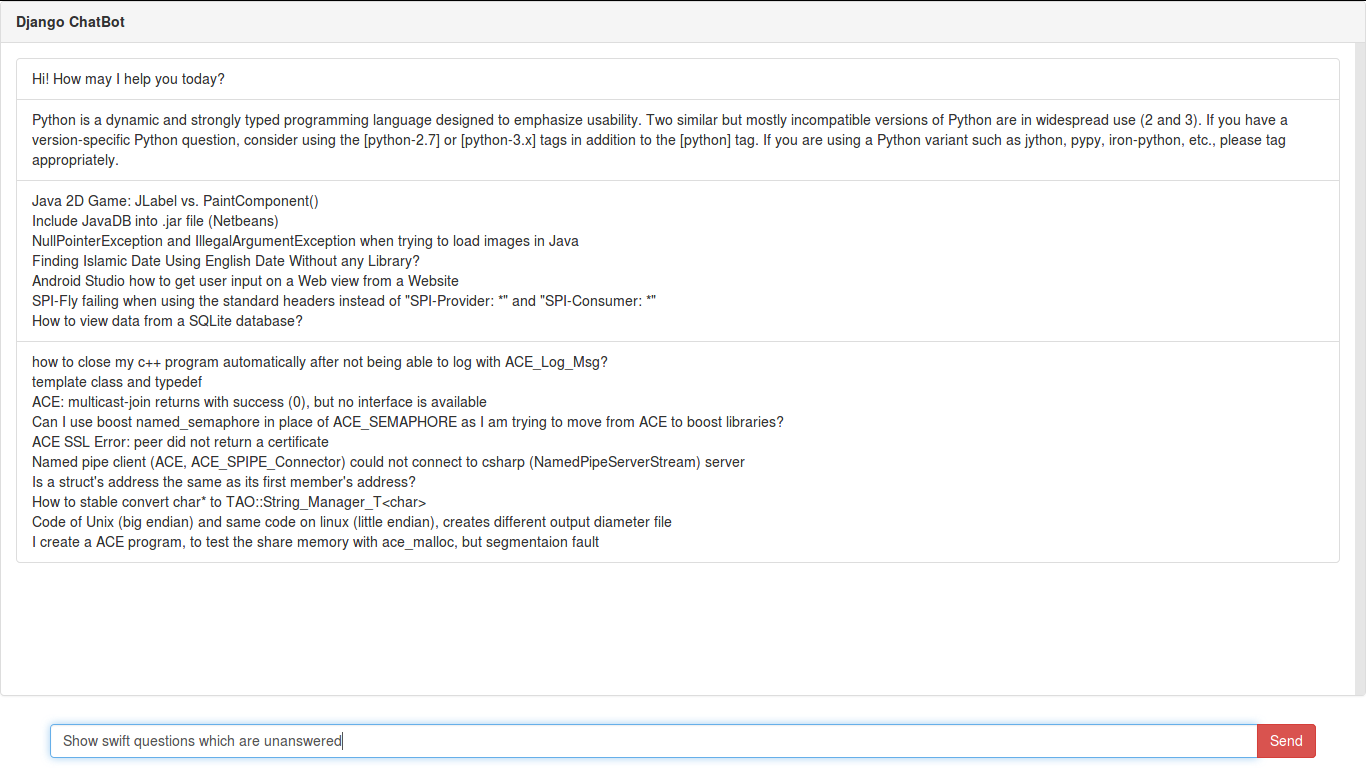 Django ChatBot
Hi! How may I help you today?
Python is a dynamic and strongly typed programming language designed to emphasize usability. Two similar but mostly incompatible versions of Python are in widespread use (2 and 3). If you have a
version-specific Python question, consider using the [python-2.7] or [python-3.x] tags in addition to the [python] tag. If you are using a Python variant such as jython, pypy, iron-python, etc., please tag
appropriately.
Java 2D Game: JLabel vs. PaintComponent()
Include JavaDB into .jar file (Netbeans)
NullPointerException and IllegalArgumentException when trying to load images in Java
Finding Islamic Date Using English Date Without any Library?
Android Studio how to get user input on a Web view from a Website
SPI-Fly failing when using the standard headers instead of "SPI-Provider: *" and "SPI-Consumer: *"
How to view data from a SQLite database?
how to close my c++ program automatically after not being able to log with ACE_Log_Msg?
template class and typedef
ACE: multicast-join returns with success (0), but no interface is available
Can I use boost named_semaphore in place of ACE_SEMAPHORE as I am trying to move from ACE to boost libraries?
ACE SSL Error: peer did not return a certificate
Named pipe client (ACE, ACE_SPIPE_Connector) could not connect to csharp (NamedPipeServerStream) server
Is a struct's address the same as its first member's address?
How to stable convert char* to TAO::String_Manager_T<char>
Code of Unix (big endian) and same code on linux (little endian), creates different output diameter file
I create a ACE program, to test the share memory with ace_malloc, but segmentaion fault
Show swift questions which are unanswered
Send